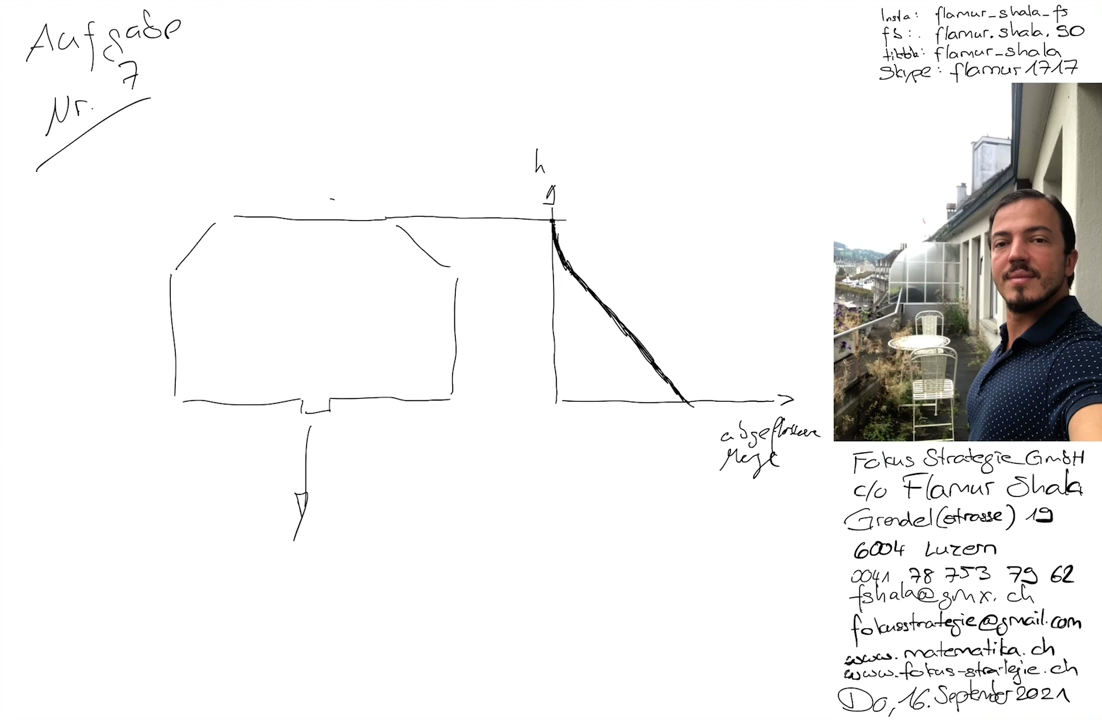 Aufgabe
Nr. 7
h
abgeflossene
Menge
Insta: flamur_shala_fs
fb: flamur.shala.90
tiktok: flamur_shala
Skype: flamur1717
Fokus Strategie GmbH
c/o Flamur Shala
Grendel(strasse) 19
6004 Luzern
0041 78 753 79 62
fshala@gmx.ch
fokusstrategie@gmail.com
www.matematika.ch
www.fokus-strategie.ch
Do, 16. September 2021